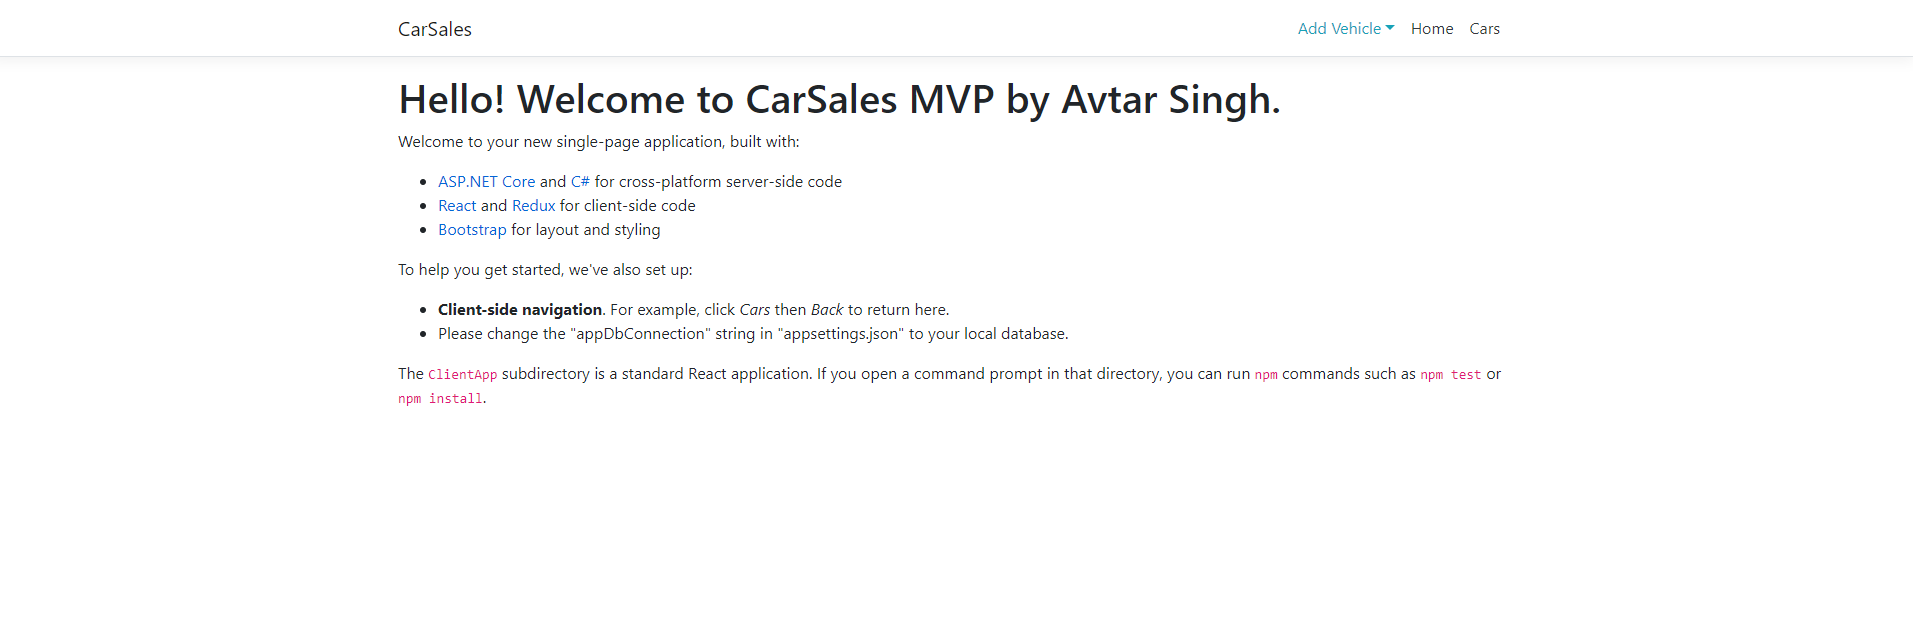 CarSales
Add Vehicle Home Cars
Hello! Welcome to CarSales MVP by Avtar Singh.
Welcome to your new single-page application, built with:
ASP.NET Core and C# for cross-platform server-side code
React and Redux for client-side code
Bootstrap for layout and styling
To help you get started, we've also set up:
Client-side navigation. For example, click Cars then Back to return here.
Please change the "appDbConnection" string in "appsettings.json" to your local database.
The ClientApp subdirectory is a standard React application. If you open a command prompt in that directory, you can run npm commands such as npm test or
npm install.